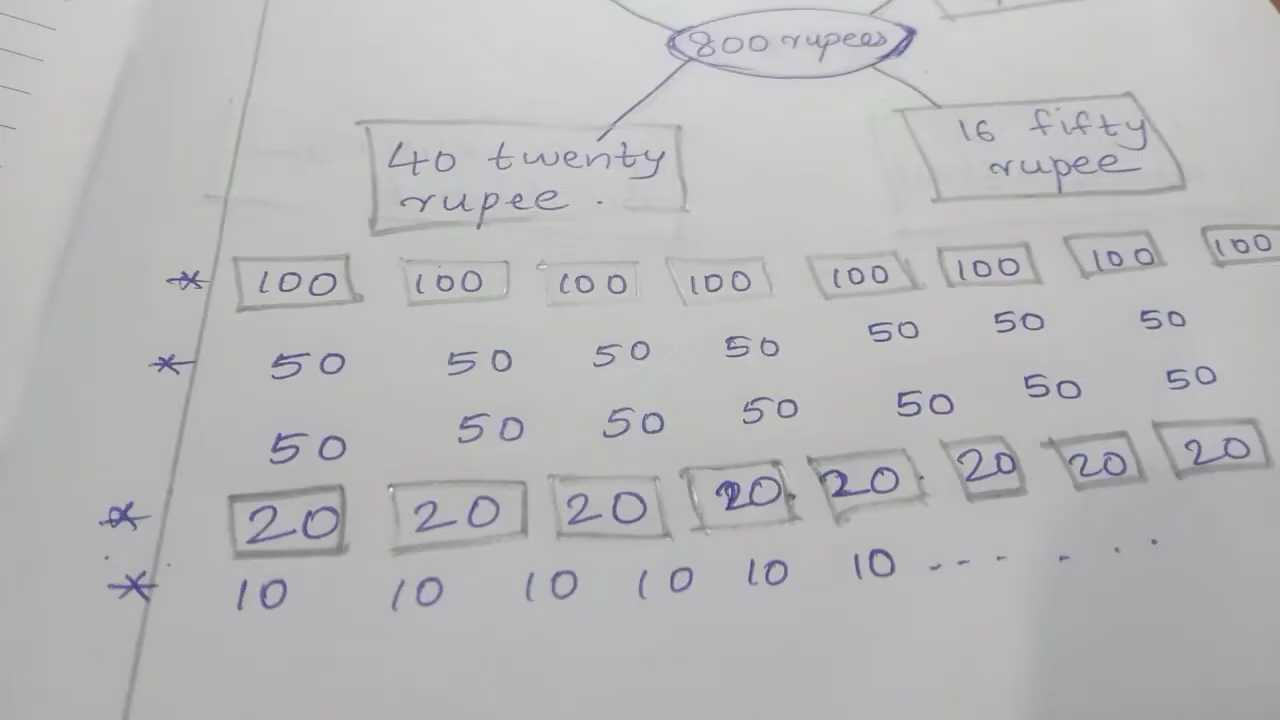 800 rupees
40 twenty
rupee.
16 fifty
rupee
* 100 100 100 100 100 100 100 100
* 50 50 50 50 50 50 50
50 50 50 50 50 50 50
* 20 20 20 20 20 20 20 20
* 10 10 10 10 10 10 ........